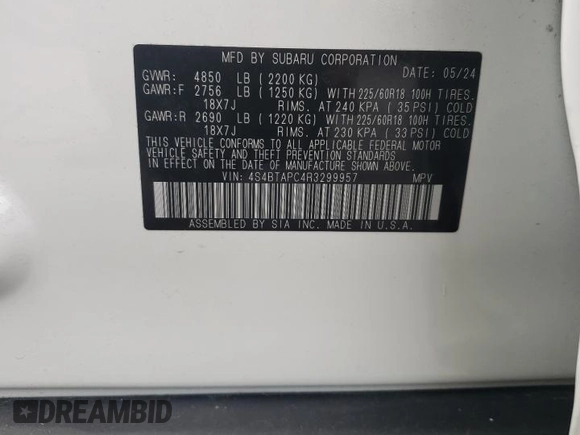 MFD BY SUBARU CORPORATION
DATE: 05/24
GVWR: 4850 LB (2200 KG)
GAWR:F 2756 LB (1250 KG) WITH 225/60R18 100H TIRES.
18X7J RIMS. AT 240 KPA (35 PSI) COLD
GAWR:R 2690 LB (1220 KG) WITH 225/60R18 100H TIRES.
18X7J RIMS. AT 230 KPA (33 PSI) COLD
THIS VEHICLE CONFORMS TO ALL APPLICABLE FEDERAL MOTOR
VEHICLE SAFETY AND THEFT PREVENTION STANDARDS IN EFFECT
ON THE DATE OF MANUFACTURE SHOWN ABOVE.
VIN: 4S4BTAPC4R3299957 MPV
ASSEMBLED BY SIA INC. MADE IN U.S.A.
DREAMBID